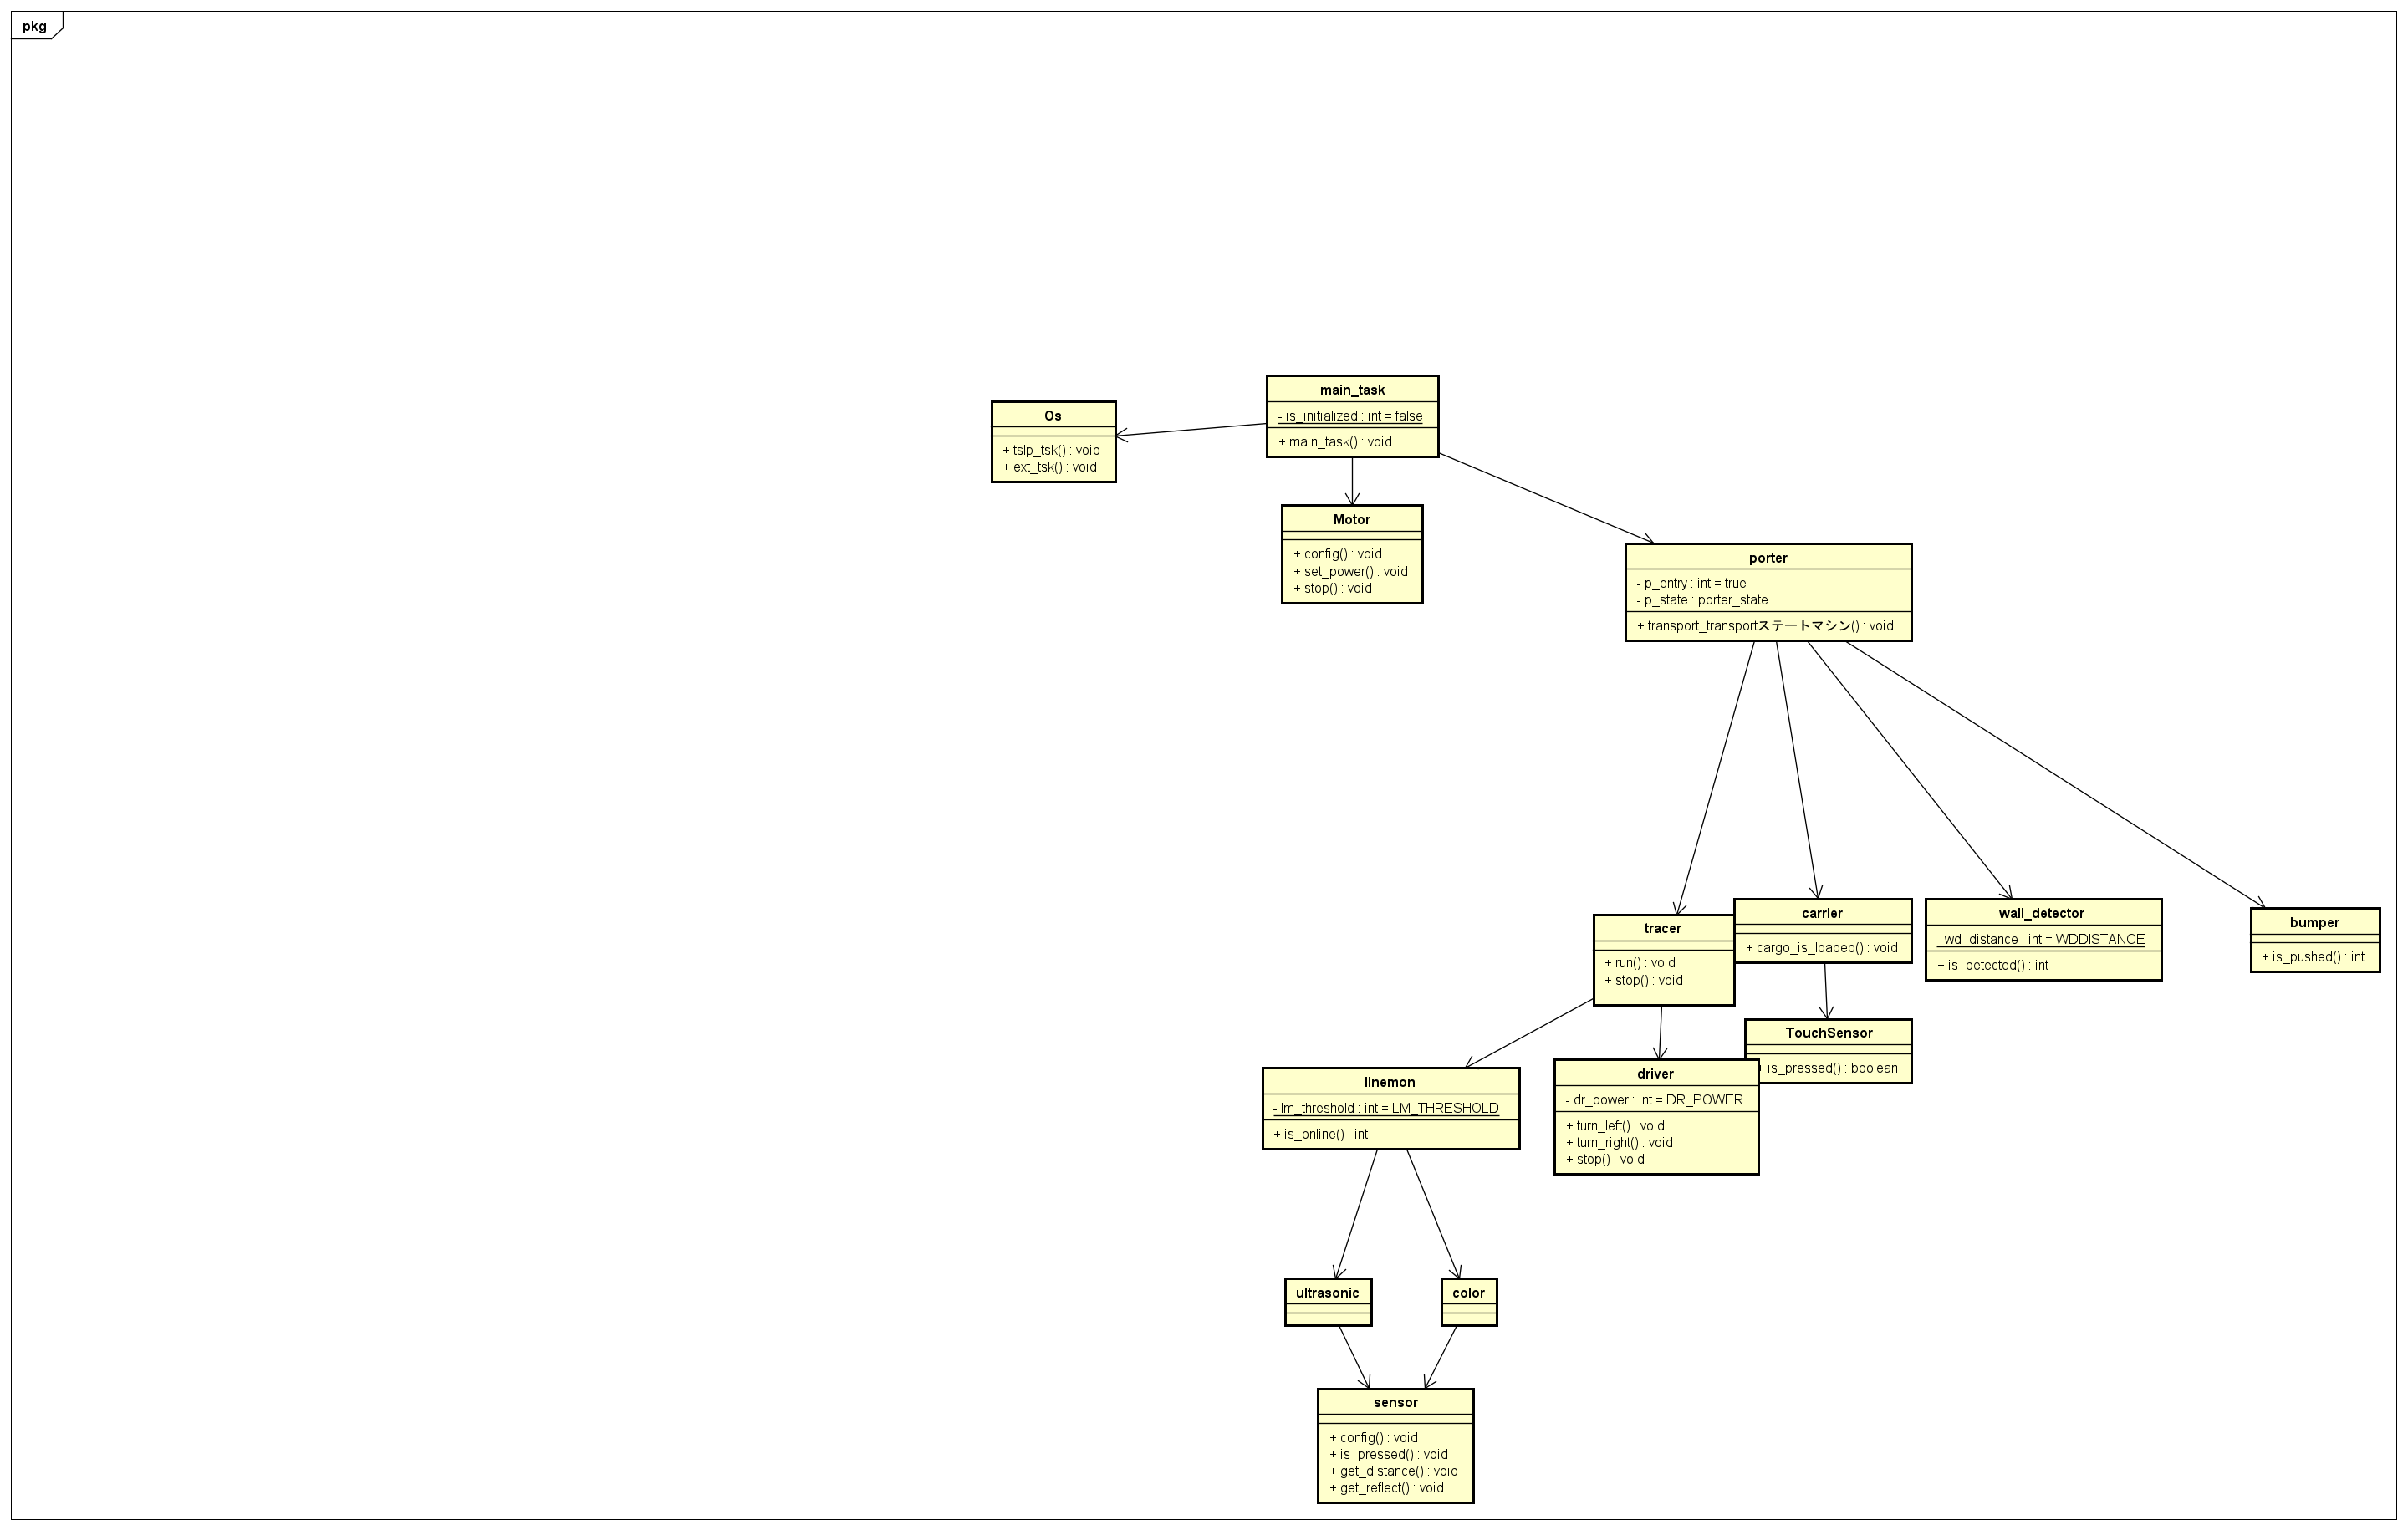 pkg
main_task
- is_initialized : int = false
+ main_task() : void
Os
+ tslp_tsk() : void
+ ext_tsk() : void
Motor
+ config() : void
+ set_power() : void
+ stop() : void
porter
- p_entry : int = true
- p_state : porter_state
+ transport_transportステートマシン() : void
tracer
+ run() : void
+ stop() : void
carrier
+ cargo_is_loaded() : void
wall_detector
- wd_distance : int = WDDISTANCE
+ is_detected() : int
bumper
+ is_pushed() : int
TouchSensor
+ is_pressed() : boolean
linemon
- lm_threshold : int = LM_THRESHOLD
+ is_online() : int
driver
- dr_power : int = DR_POWER
+ turn_left() : void
+ turn_right() : void
+ stop() : void
ultrasonic
color
sensor
+ config() : void
+ is_pressed() : void
+ get_distance() : void
+ get_reflect() : void